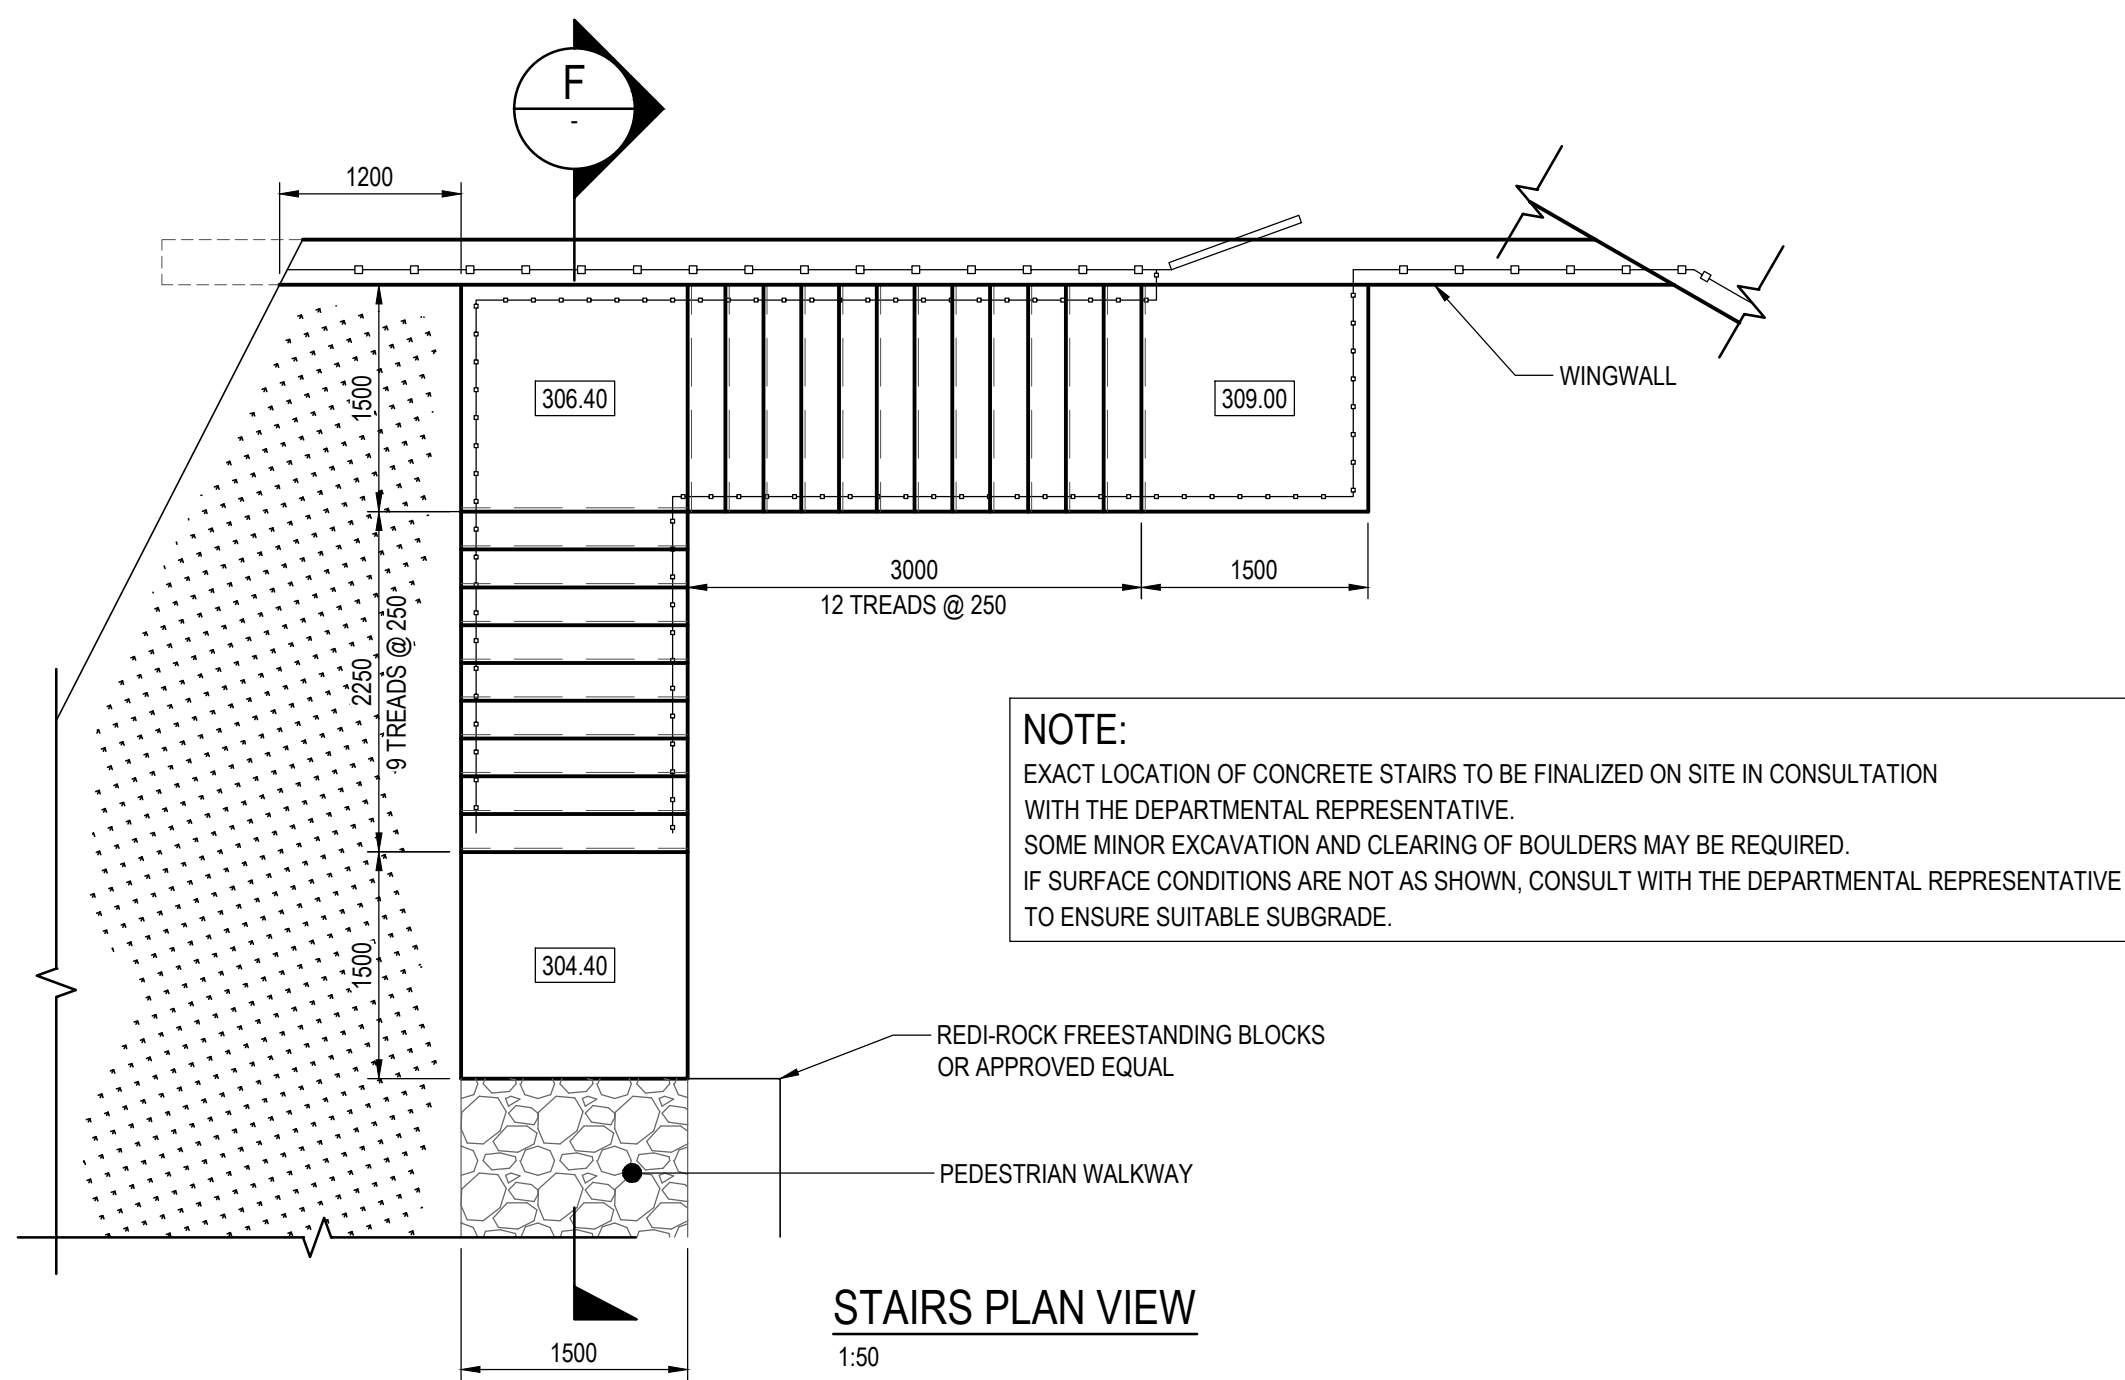 F
-
1200
1500
306.40
309.00
WINGWALL
3000
12 TREADS @ 250
1500
2250
9 TREADS @ 250
NOTE:
EXACT LOCATION OF CONCRETE STAIRS TO BE FINALIZED ON SITE IN CONSULTATION
WITH THE DEPARTMENTAL REPRESENTATIVE.
SOME MINOR EXCAVATION AND CLEARING OF BOULDERS MAY BE REQUIRED.
IF SURFACE CONDITIONS ARE NOT AS SHOWN, CONSULT WITH THE DEPARTMENTAL REPRESENTATIVE
TO ENSURE SUITABLE SUBGRADE.
1500
304.40
REDI-ROCK FREESTANDING BLOCKS
OR APPROVED EQUAL
PEDESTRIAN WALKWAY
STAIRS PLAN VIEW
1:50
1500